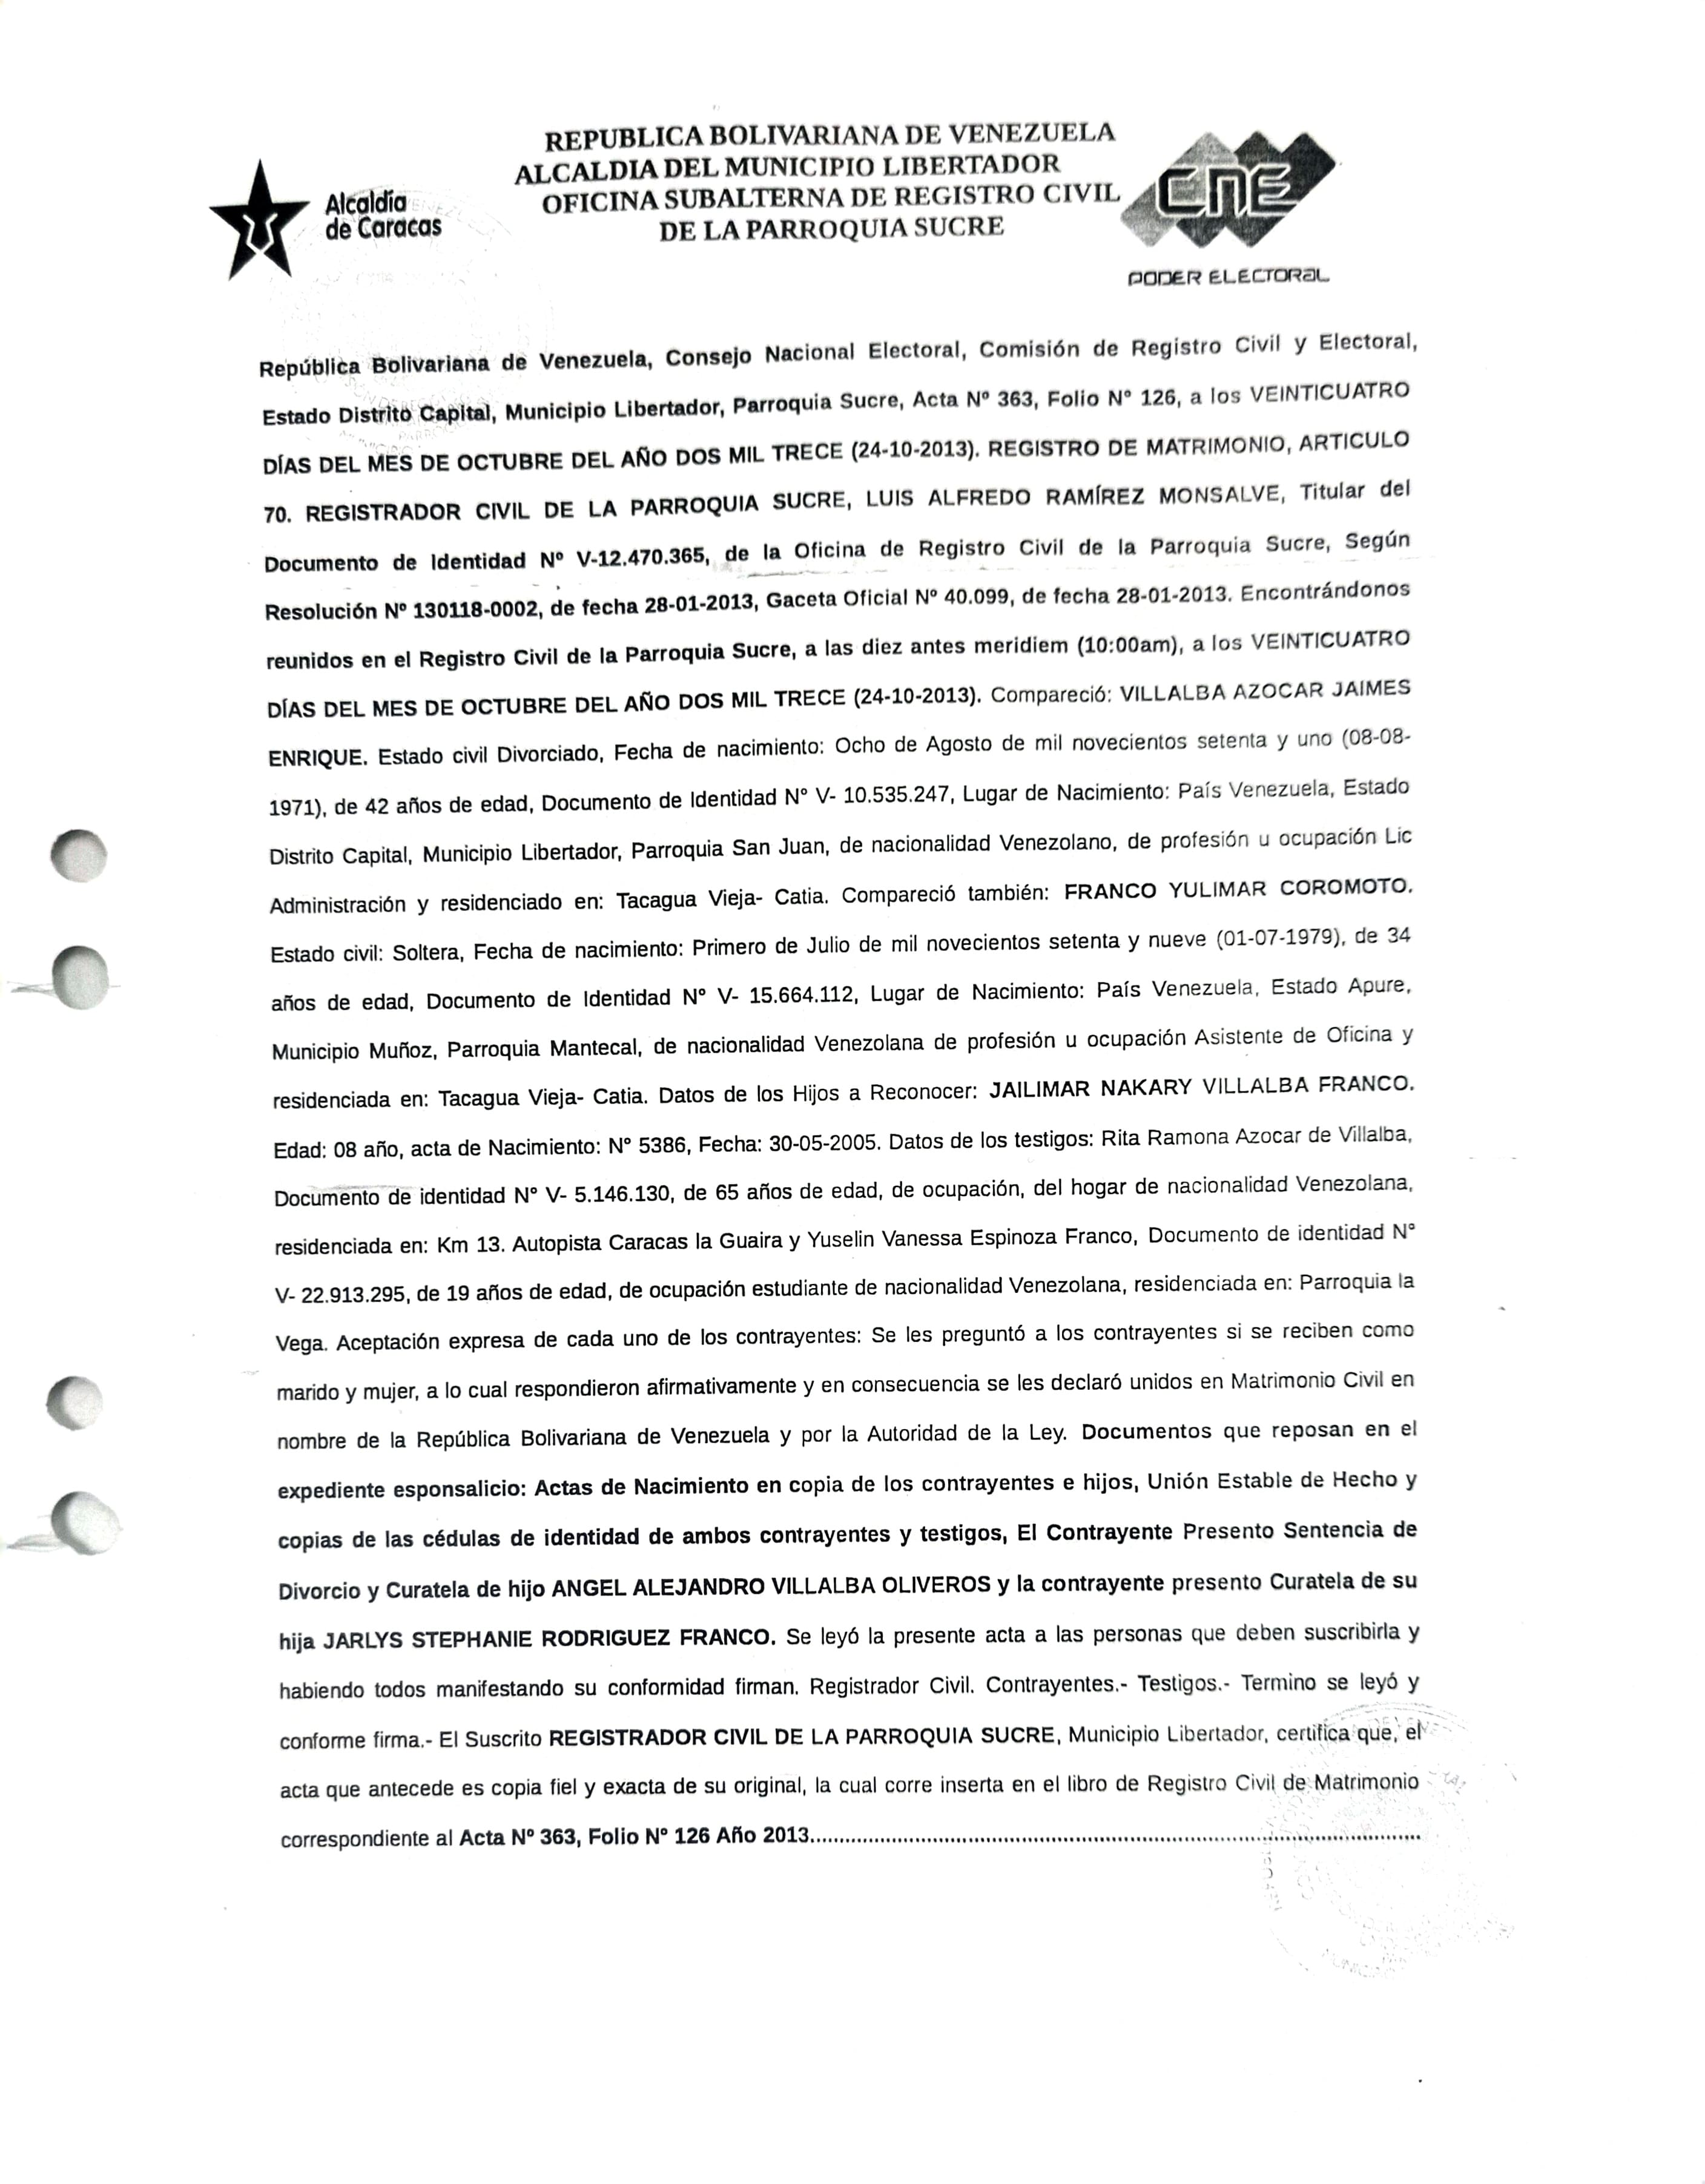 REPUBLICA BOLIVARIANA DE VENEZUELA
ALCALDIA DEL MUNICIPIO LIBERTADOR
OFICINA SUBALTERNA DE REGISTRO CIVIL
DE LA PARROQUIA SUCRE
Alcaldía
de Caracas
CNE
PODER ELECTORAL
República Bolivariana de Venezuela, Consejo Nacional Electoral, Comisión de Registro Civil y Electoral,
Estado Distrito Capital, Municipio Libertador, Parroquia Sucre, Acta Nº 363, Folio N° 126, a los VEINTICUATRO
DÍAS DEL MES DE OCTUBRE DEL AÑO DOS MIL TRECE (24-10-2013). REGISTRO DE MATRIMONIO, ARTICULO
70. REGISTRADOR CIVIL DE LA PARROQUIA SUCRE, LUIS ALFREDO RAMÍREZ MONSALVE, Titular del
Documento de Identidad Nº V-12.470.365, de la Oficina de Registro Civil de la Parroquia Sucre, Según
Resolución Nº 130118-0002, de fecha 28-01-2013, Gaceta Oficial Nº 40.099, de fecha 28-01-2013. Encontrándonos
reunidos en el Registro Civil de la Parroquia Sucre, a las diez antes meridiem (10:00am), a los VEINTICUATRO
DÍAS DEL MES DE OCTUBRE DEL AÑO DOS MIL TRECE (24-10-2013). Compareció: VILLALBA AZOCAR JAIMES
ENRIQUE. Estado civil Divorciado, Fecha de nacimiento: Ocho de Agosto de mil novecientos setenta y uno (08-08-
1971), de 42 años de edad, Documento de Identidad N° V- 10.535.247, Lugar de Nacimiento: País Venezuela, Estado
Distrito Capital, Municipio Libertador, Parroquia San Juan, de nacionalidad Venezolano, de profesión u ocupación Lic
Administración y residenciado en: Tacagua Vieja- Catia. Compareció también: FRANCO YULIMAR COROMOTO.
Estado civil: Soltera, Fecha de nacimiento: Primero de Julio de mil novecientos setenta y nueve (01-07-1979), de 34
años de edad, Documento de Identidad N° V- 15.664.112, Lugar de Nacimiento: País Venezuela, Estado Apure,
Municipio Muñoz, Parroquia Mantecal, de nacionalidad Venezolana de profesión u ocupación Asistente de Oficina y
residenciada en: Tacagua Vieja- Catia. Datos de los Hijos a Reconocer: JAILIMAR NAKARY VILLALBA FRANCO.
Edad: 08 año, acta de Nacimiento: N° 5386, Fecha: 30-05-2005. Datos de los testigos: Rita Ramona Azocar de Villalba,
Documento de identidad N° V- 5.146.130, de 65 años de edad, de ocupación, del hogar de nacionalidad Venezolana,
residenciada en: Km 13. Autopista Caracas la Guaira y Yuselin Vanessa Espinoza Franco, Documento de identidad N°
V- 22.913.295, de 19 años de edad, de ocupación estudiante de nacionalidad Venezolana, residenciada en: Parroquia la
Vega. Aceptación expresa de cada uno de los contrayentes: Se les preguntó a los contrayentes si se reciben como
marido y mujer, a lo cual respondieron afirmativamente y en consecuencia se les declaró unidos en Matrimonio Civil en
nombre de la República Bolivariana de Venezuela y por la Autoridad de la Ley. Documentos que reposan en el
expediente esponsalicio: Actas de Nacimiento en copia de los contrayentes e hijos, Unión Estable de Hecho y
copias de las cédulas de identidad de ambos contrayentes y testigos, El Contrayente Presento Sentencia de
Divorcio y Curatela de hijo ANGEL ALEJANDRO VILLALBA OLIVEROS y la contrayente presento Curatela de su
hija JARLYS STEPHANIE RODRIGUEZ FRANCO. Se leyó la presente acta a las personas que deben suscribirla y
habiendo todos manifestando su conformidad firman. Registrador Civil. Contrayentes.- Testigos.- Termino se leyó y
conforme firma.- El Suscrito REGISTRADOR CIVIL DE LA PARROQUIA SUCRE, Municipio Libertador, certifica que, el
acta que antecede es copia fiel y exacta de su original, la cual corre inserta en el libro de Registro Civil de Matrimonio
correspondiente al Acta Nº 363, Folio N° 126 Año 2013..........................................................................................................